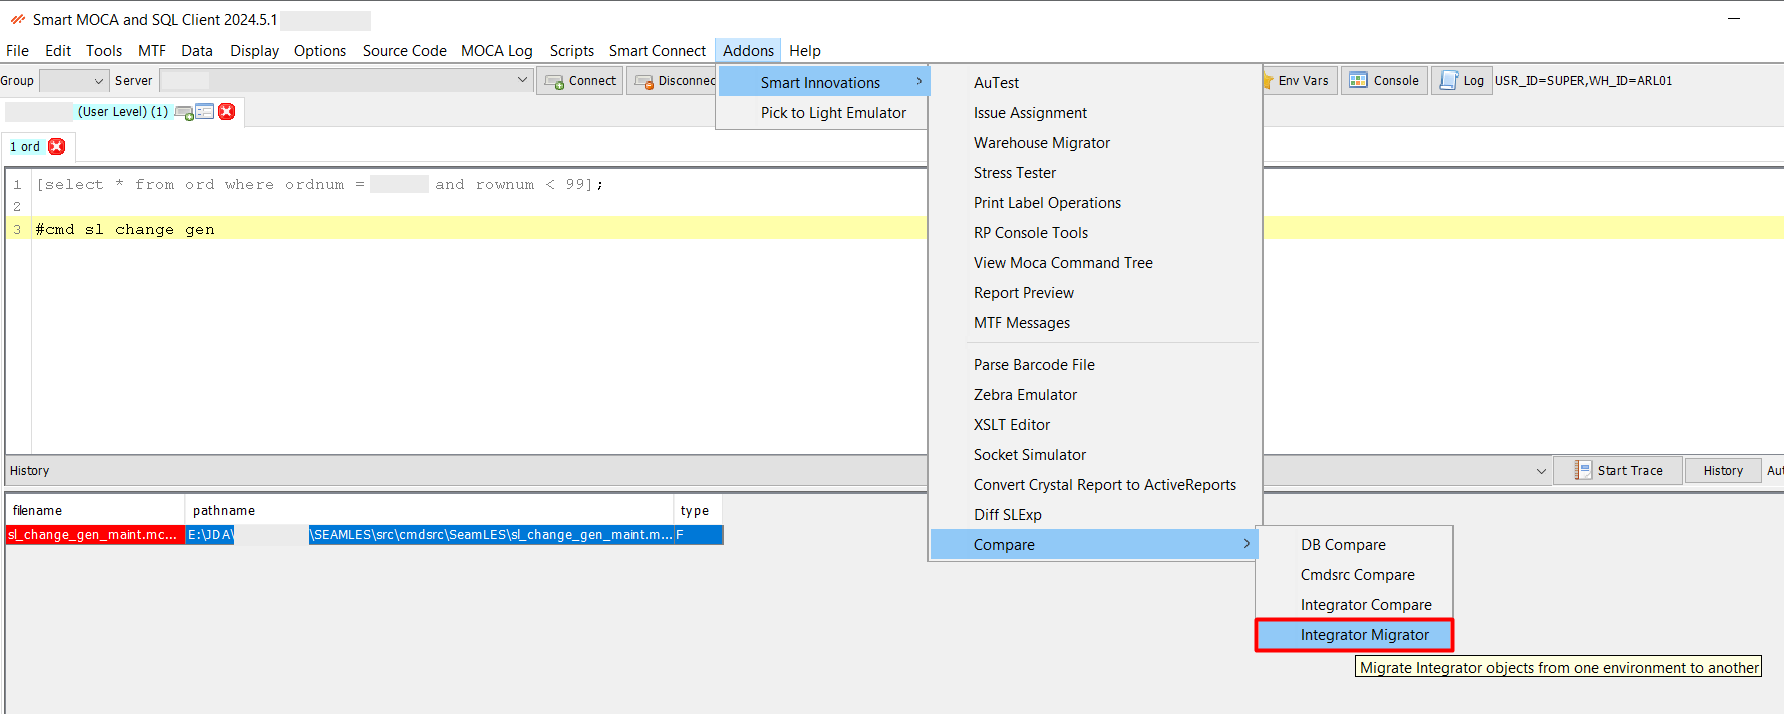 Smart MOCA and SQL Client 2024.5.1
File Edit Tools MTF Data Display Options Source Code MOCA Log Scripts Smart Connect Addons Help
Group Server Connect Disconnec Env Vars Console Log USR_ID=SUPER,WH_ID=ARL01
(User Level) (1)
1 ord
1 [select * from ord where ordnum = and rownum < 99];
2
3 #cmd sl change gen
Smart Innovations >
Pick to Light Emulator
AuTest
Issue Assignment
Warehouse Migrator
Stress Tester
Print Label Operations
RP Console Tools
View Moca Command Tree
Report Preview
MTF Messages
Parse Barcode File
Zebra Emulator
XSLT Editor
Socket Simulator
Convert Crystal Report to ActiveReports
Diff SLExp
Compare >
DB Compare
Cmdsrc Compare
Integrator Compare
Integrator Migrator
Migrate Integrator objects from one environment to another
History Start Trace History Aut
filename pathname type
sl_change_gen_maint.mc... E:\JDA\ \SEAMLES\src\cmdsrc\SeamLES\sl_change_gen_maint.m... F